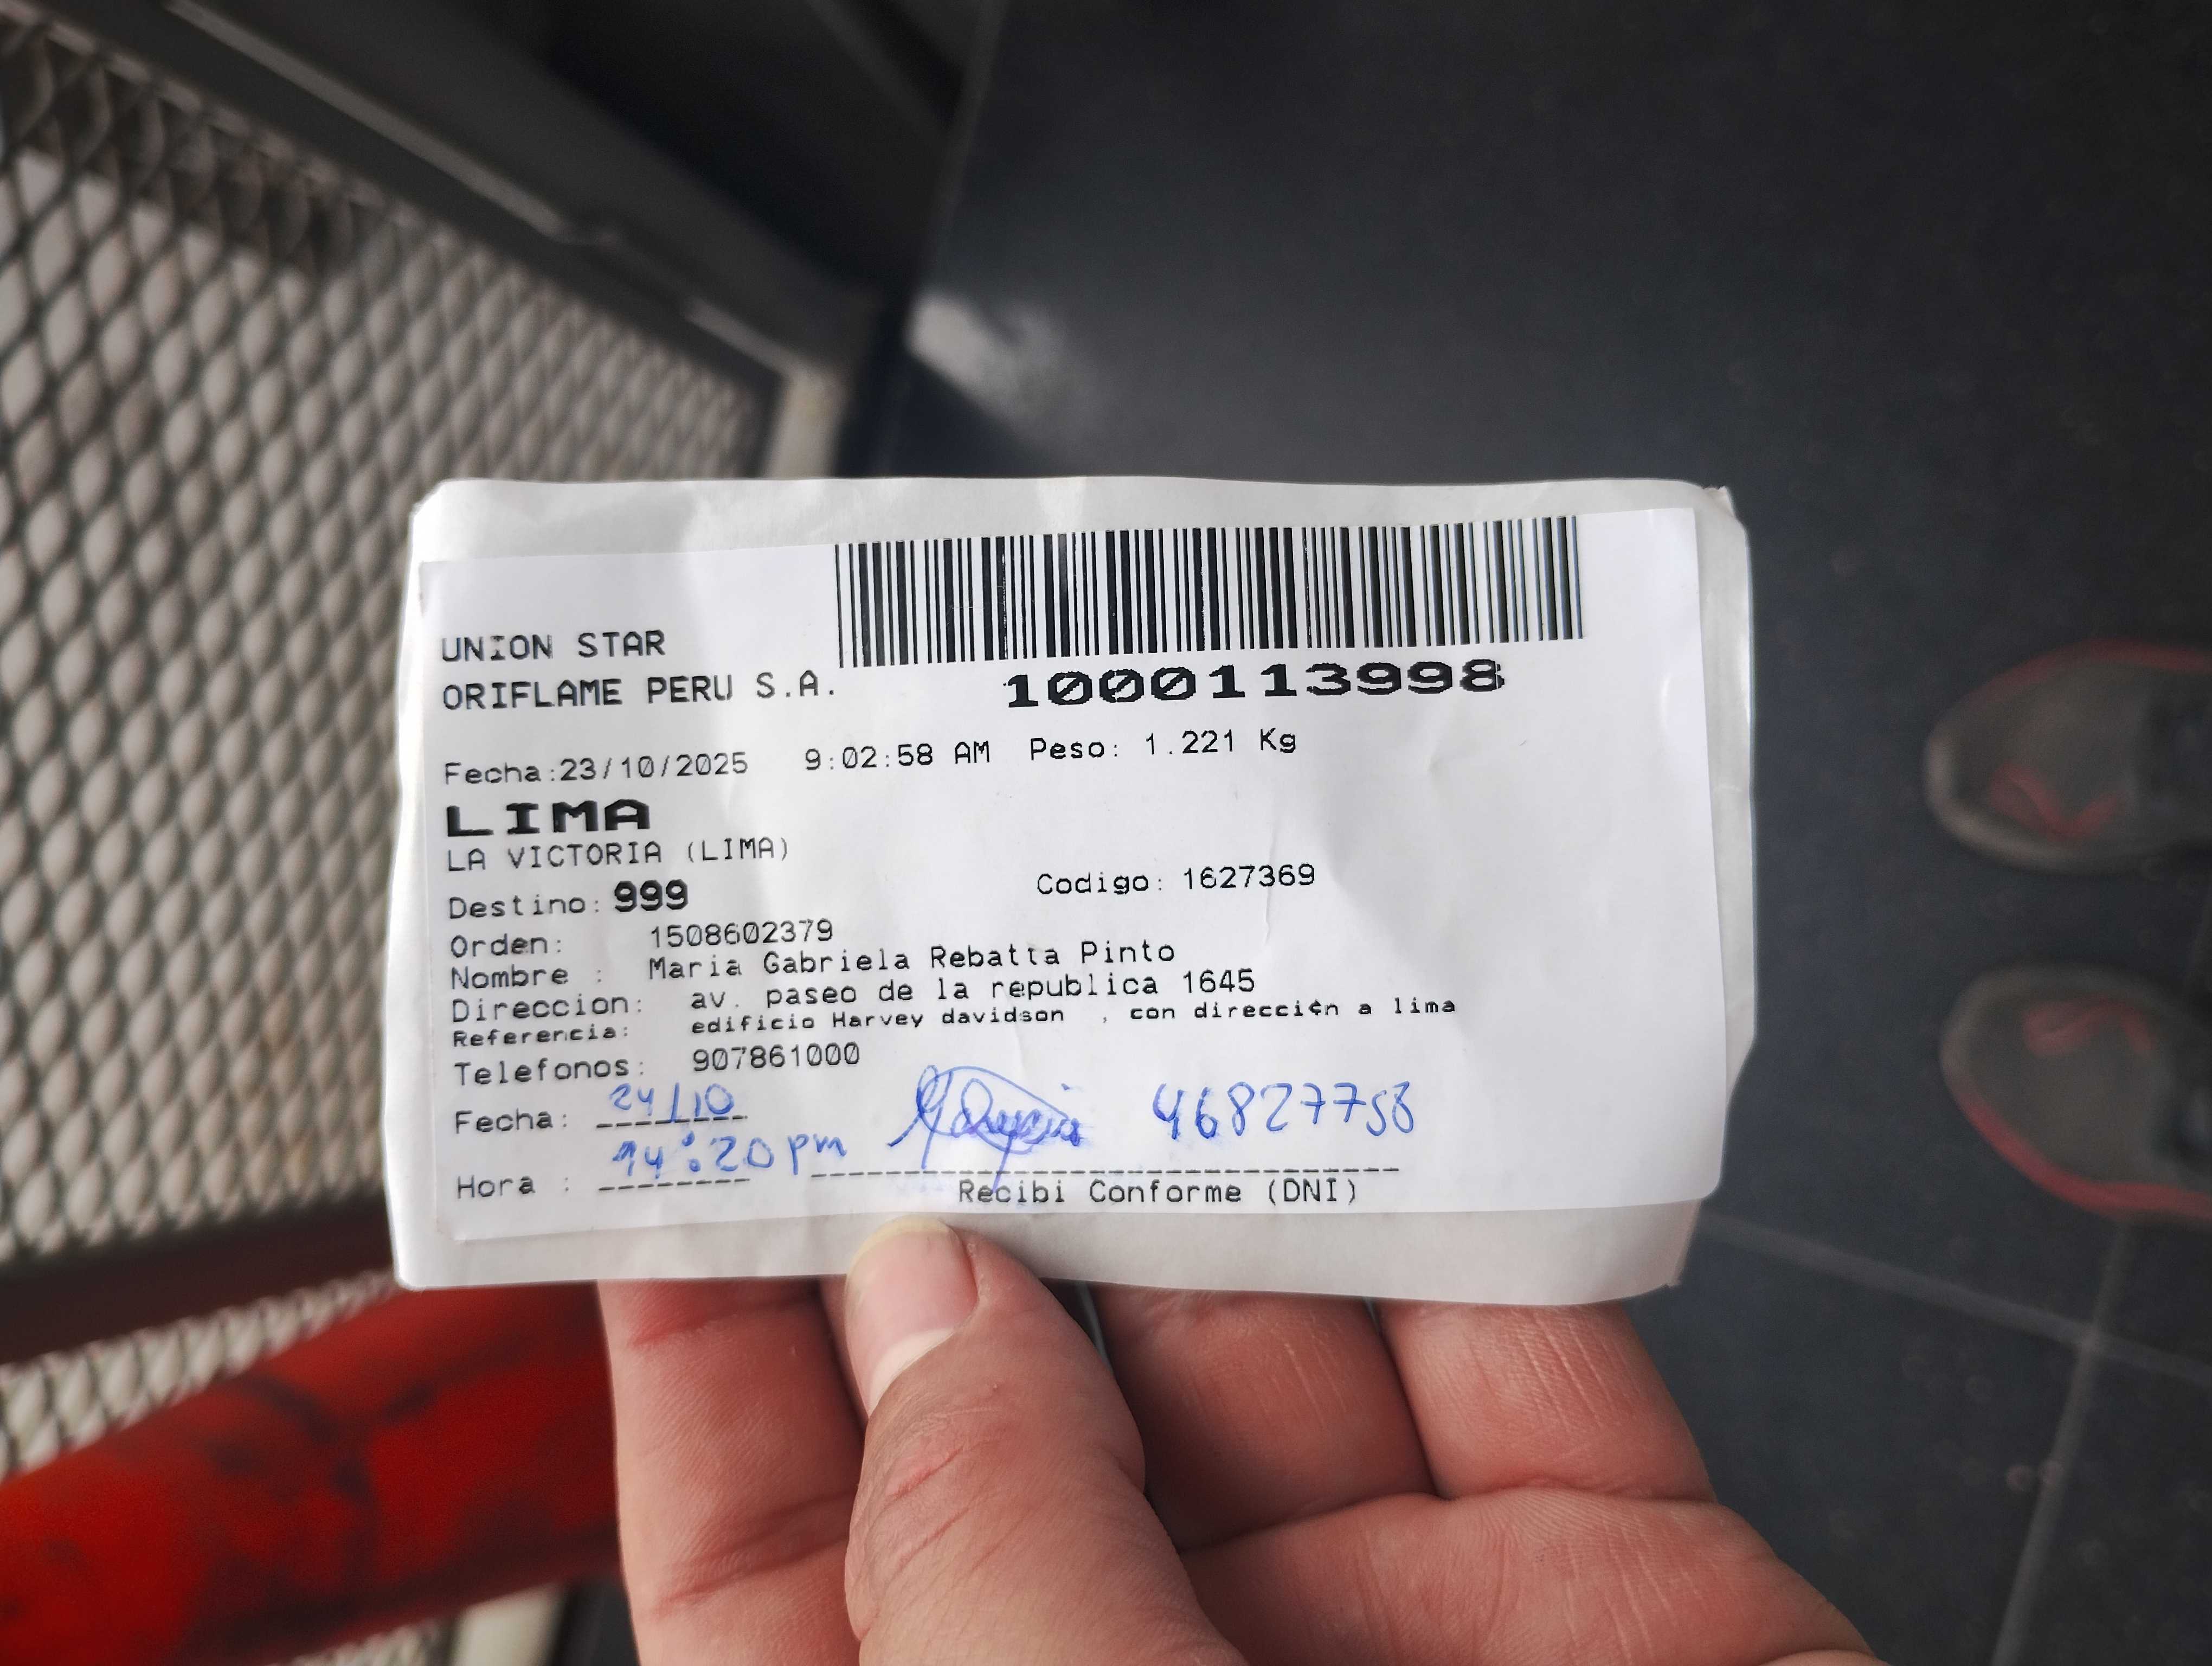 UNION STAR
ORIFLAME PERU S.A.
1000113998
Fecha:23/10/2025 9:02:58 AM Peso: 1.221 Kg
LIMA
LA VICTORIA (LIMA)
Destino: 999 Codigo: 1627369
Orden: 1508602379
Nombre : Maria Gabriela Rebatta Pinto
Direccion: av. paseo de la republica 1645
Referencia: edificio Harvey davidson , con direcci¢n a lima
Telefonos: 907861000
Fecha: 24/10 46827758
Hora : 14:20 pm
Recibi Conforme (DNI)